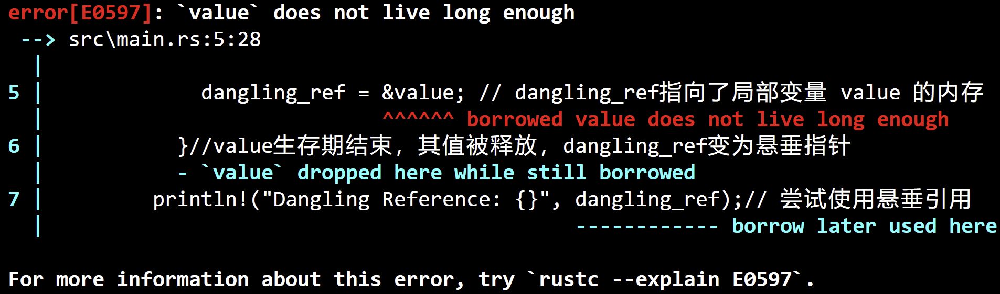 error[E0597]: `value` does not live long enough
 --> src\main.rs:5:28
  |
5 |             dangling_ref = &value; // dangling_ref指向了局部变量 value 的内存
  |                            ^^^^^^ borrowed value does not live long enough
6 |           }//value生存期结束, 其值被释放, dangling_ref变为悬垂指针
  |           - `value` dropped here while still borrowed
7 |         println!("Dangling Reference: {}", dangling_ref);// 尝试使用悬垂引用
  |                                            ------------ borrow later used here

For more information about this error, try `rustc --explain E0597`.